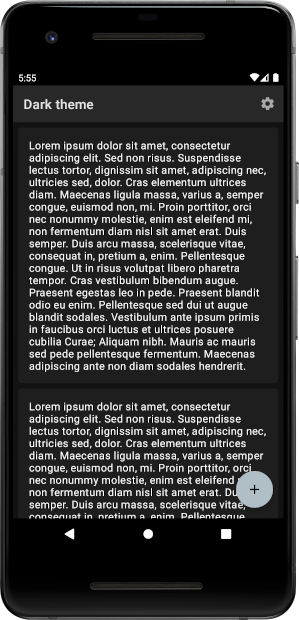 5:55
Dark theme
Lorem ipsum dolor sit amet, consectetur
adipiscing elit. Sed non risus. Suspendisse
lectus tortor, dignissim sit amet, adipiscing nec,
ultricies sed, dolor. Cras elementum ultrices
diam. Maecenas ligula massa, varius a, semper
congue, euismod non, mi. Proin porttitor, orci
nec nonummy molestie, enim est eleifend mi,
non fermentum diam nisl sit amet erat. Duis
semper. Duis arcu massa, scelerisque vitae,
consequat in, pretium a, enim. Pellentesque
congue. Ut in risus volutpat libero pharetra
tempor. Cras vestibulum bibendum augue.
Praesent egestas leo in pede. Praesent blandit
odio eu enim. Pellentesque sed dui ut augue
blandit sodales. Vestibulum ante ipsum primis
in faucibus orci luctus et ultrices posuere
cubilia Curae; Aliquam nibh. Mauris ac mauris
sed pede pellentesque fermentum. Maecenas
adipiscing ante non diam sodales hendrerit.
Lorem ipsum dolor sit amet, consectetur
adipiscing elit. Sed non risus. Suspendisse
lectus tortor, dignissim sit amet, adipiscing nec,
ultricies sed, dolor. Cras elementum ultrices
diam. Maecenas ligula massa, varius a, semper
congue, euismod non, mi. Proin porttitor, orci
nec nonummy molestie, enim est eleifend
non fermentum diam nisl sit amet erat. Duis
semper. Duis arcu massa, scelerisque vitae,
consequat in, pretium a, enim. Pellentesque